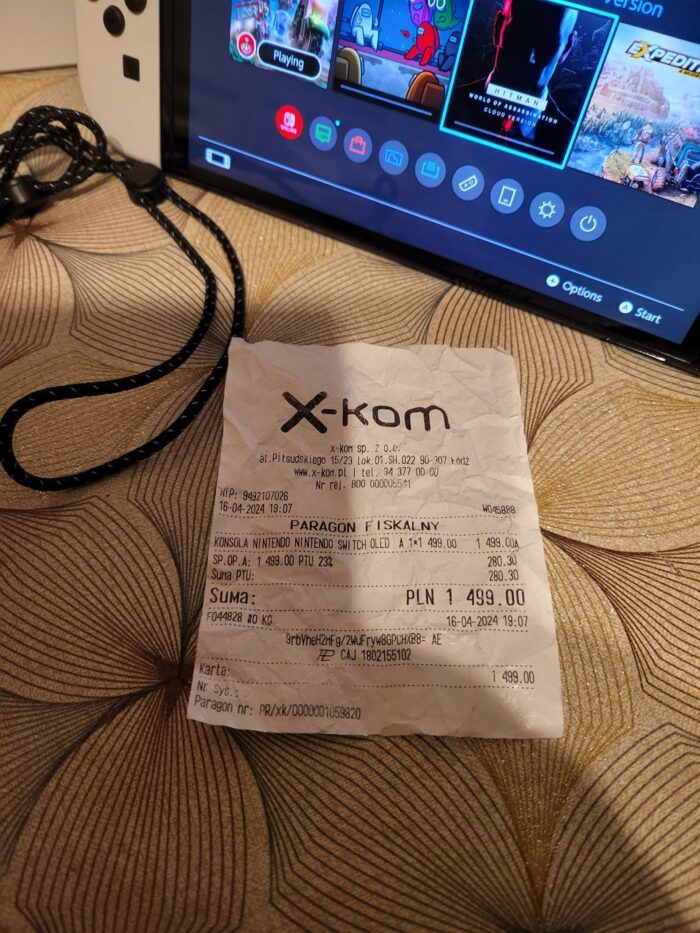 Version
Playing
HITMAN
WORLD OF ASSASSINATION
CLOUD VERSION
EXPEDITI
Options
Start
x-kom
x-kom sp. z o.o.
al.Piłsudskiego 15/23 lok.01.SH.022 90-307 Łódź
www.x-kom.pl | tel. 34 377 00 00
Nr rej. BDO
NIP: 9492107026
16-04-2024 19:07 W045888
PARAGON FISKALNY
KONSOLA NINTENDO NINTENDO SWITCH OLED A 1*1 499.00 1 499.00A
SP.OP.A: 1 499.00 PTU 23% 280.30
Suma PTU: 280.30
Suma: PLN 1 499.00
F044828 #0 KG 16-04-2024 19:07
AE
CAJ 1802155102
Karta: 1 499.00
Nr sys.:
Paragon nr: PR/xk/0000001059820